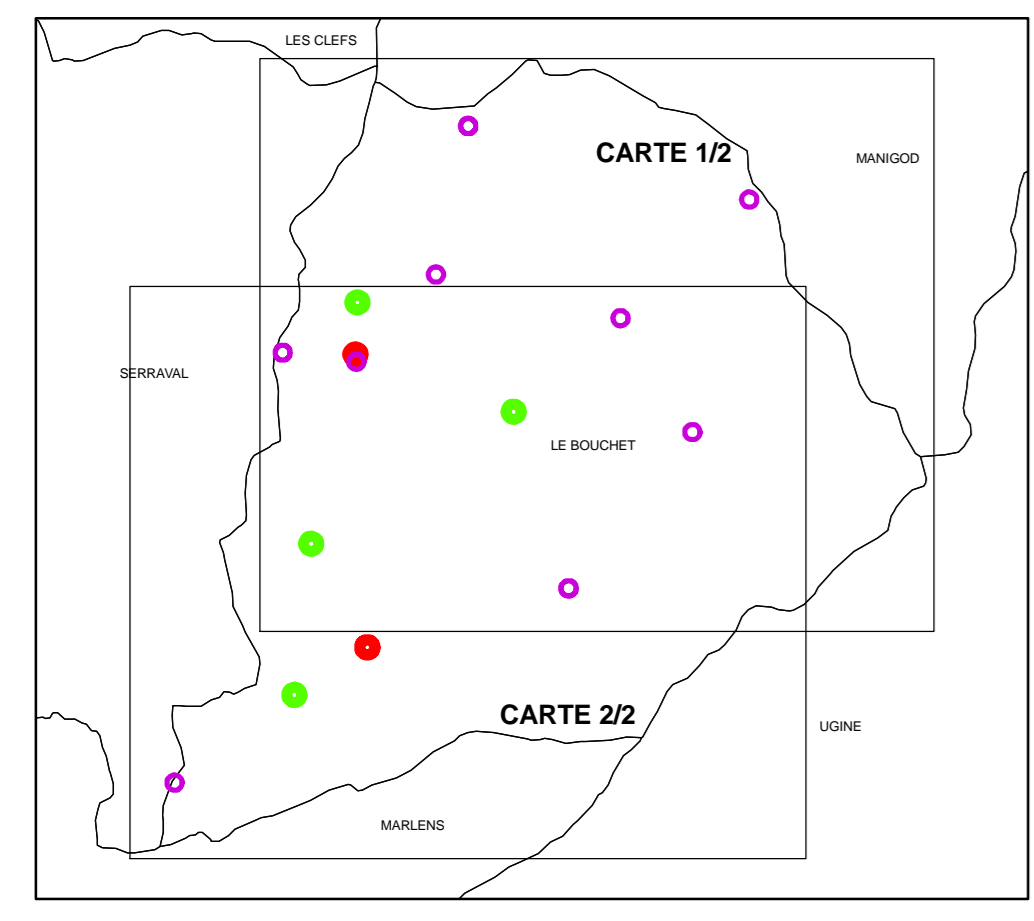 LES CLEFS
CARTE 1/2
MANIGOD
SERRAVAL
LE BOUCHET
CARTE 2/2
UGINE
MARLENS